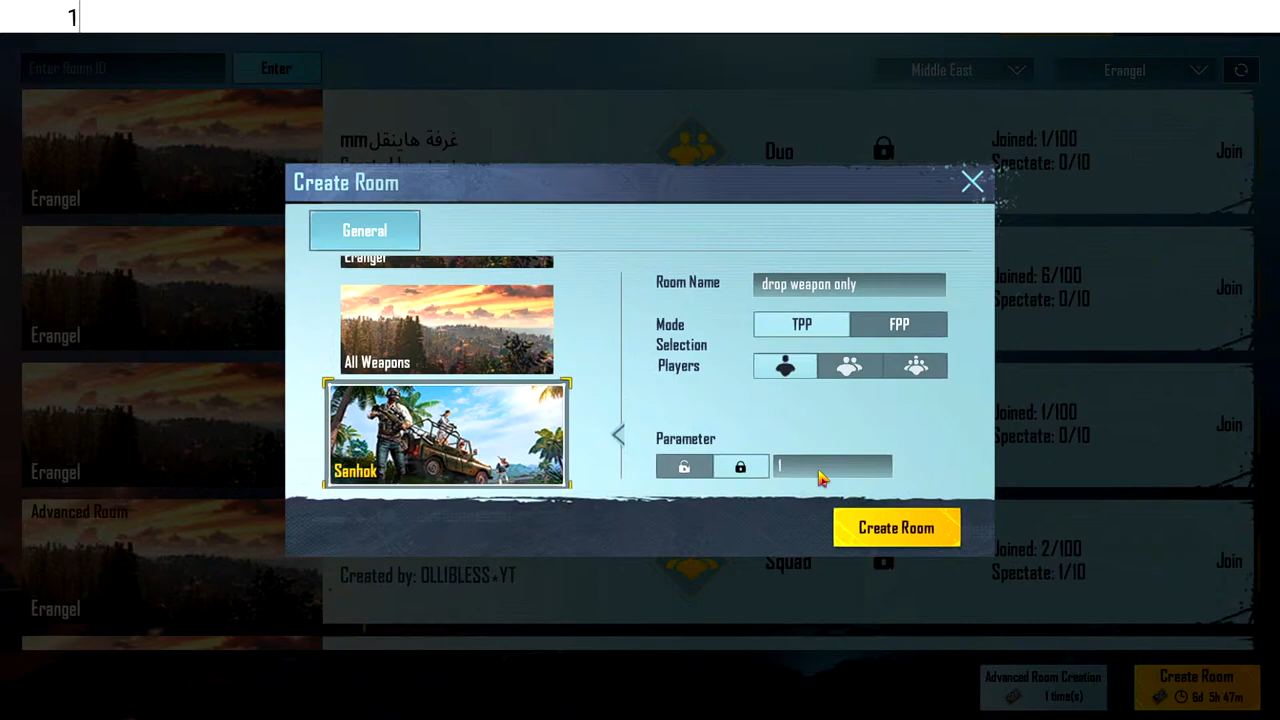 1
Enter Room ID
Enter
Middle East
Erangel
Erangel
غرفة هاينقلmm
Duo
Joined: 1/100
Spectate: 0/10
Join
Erangel
Joined: 6/100
Spectate: 0/10
Join
Erangel
Joined: 1/100
Spectate: 0/10
Join
Advanced Room
Erangel
Created by: OLLIBLESS★YT
Squad
Joined: 2/100
Spectate: 1/10
Join
Create Room
General
Erangel
All Weapons
Sanhok
Room Name
drop weapon only
Mode
Selection
TPP
FPP
Players
Parameter
Create Room
Advanced Room Creation
1 time(s)
Create Room
6d 5h 47m